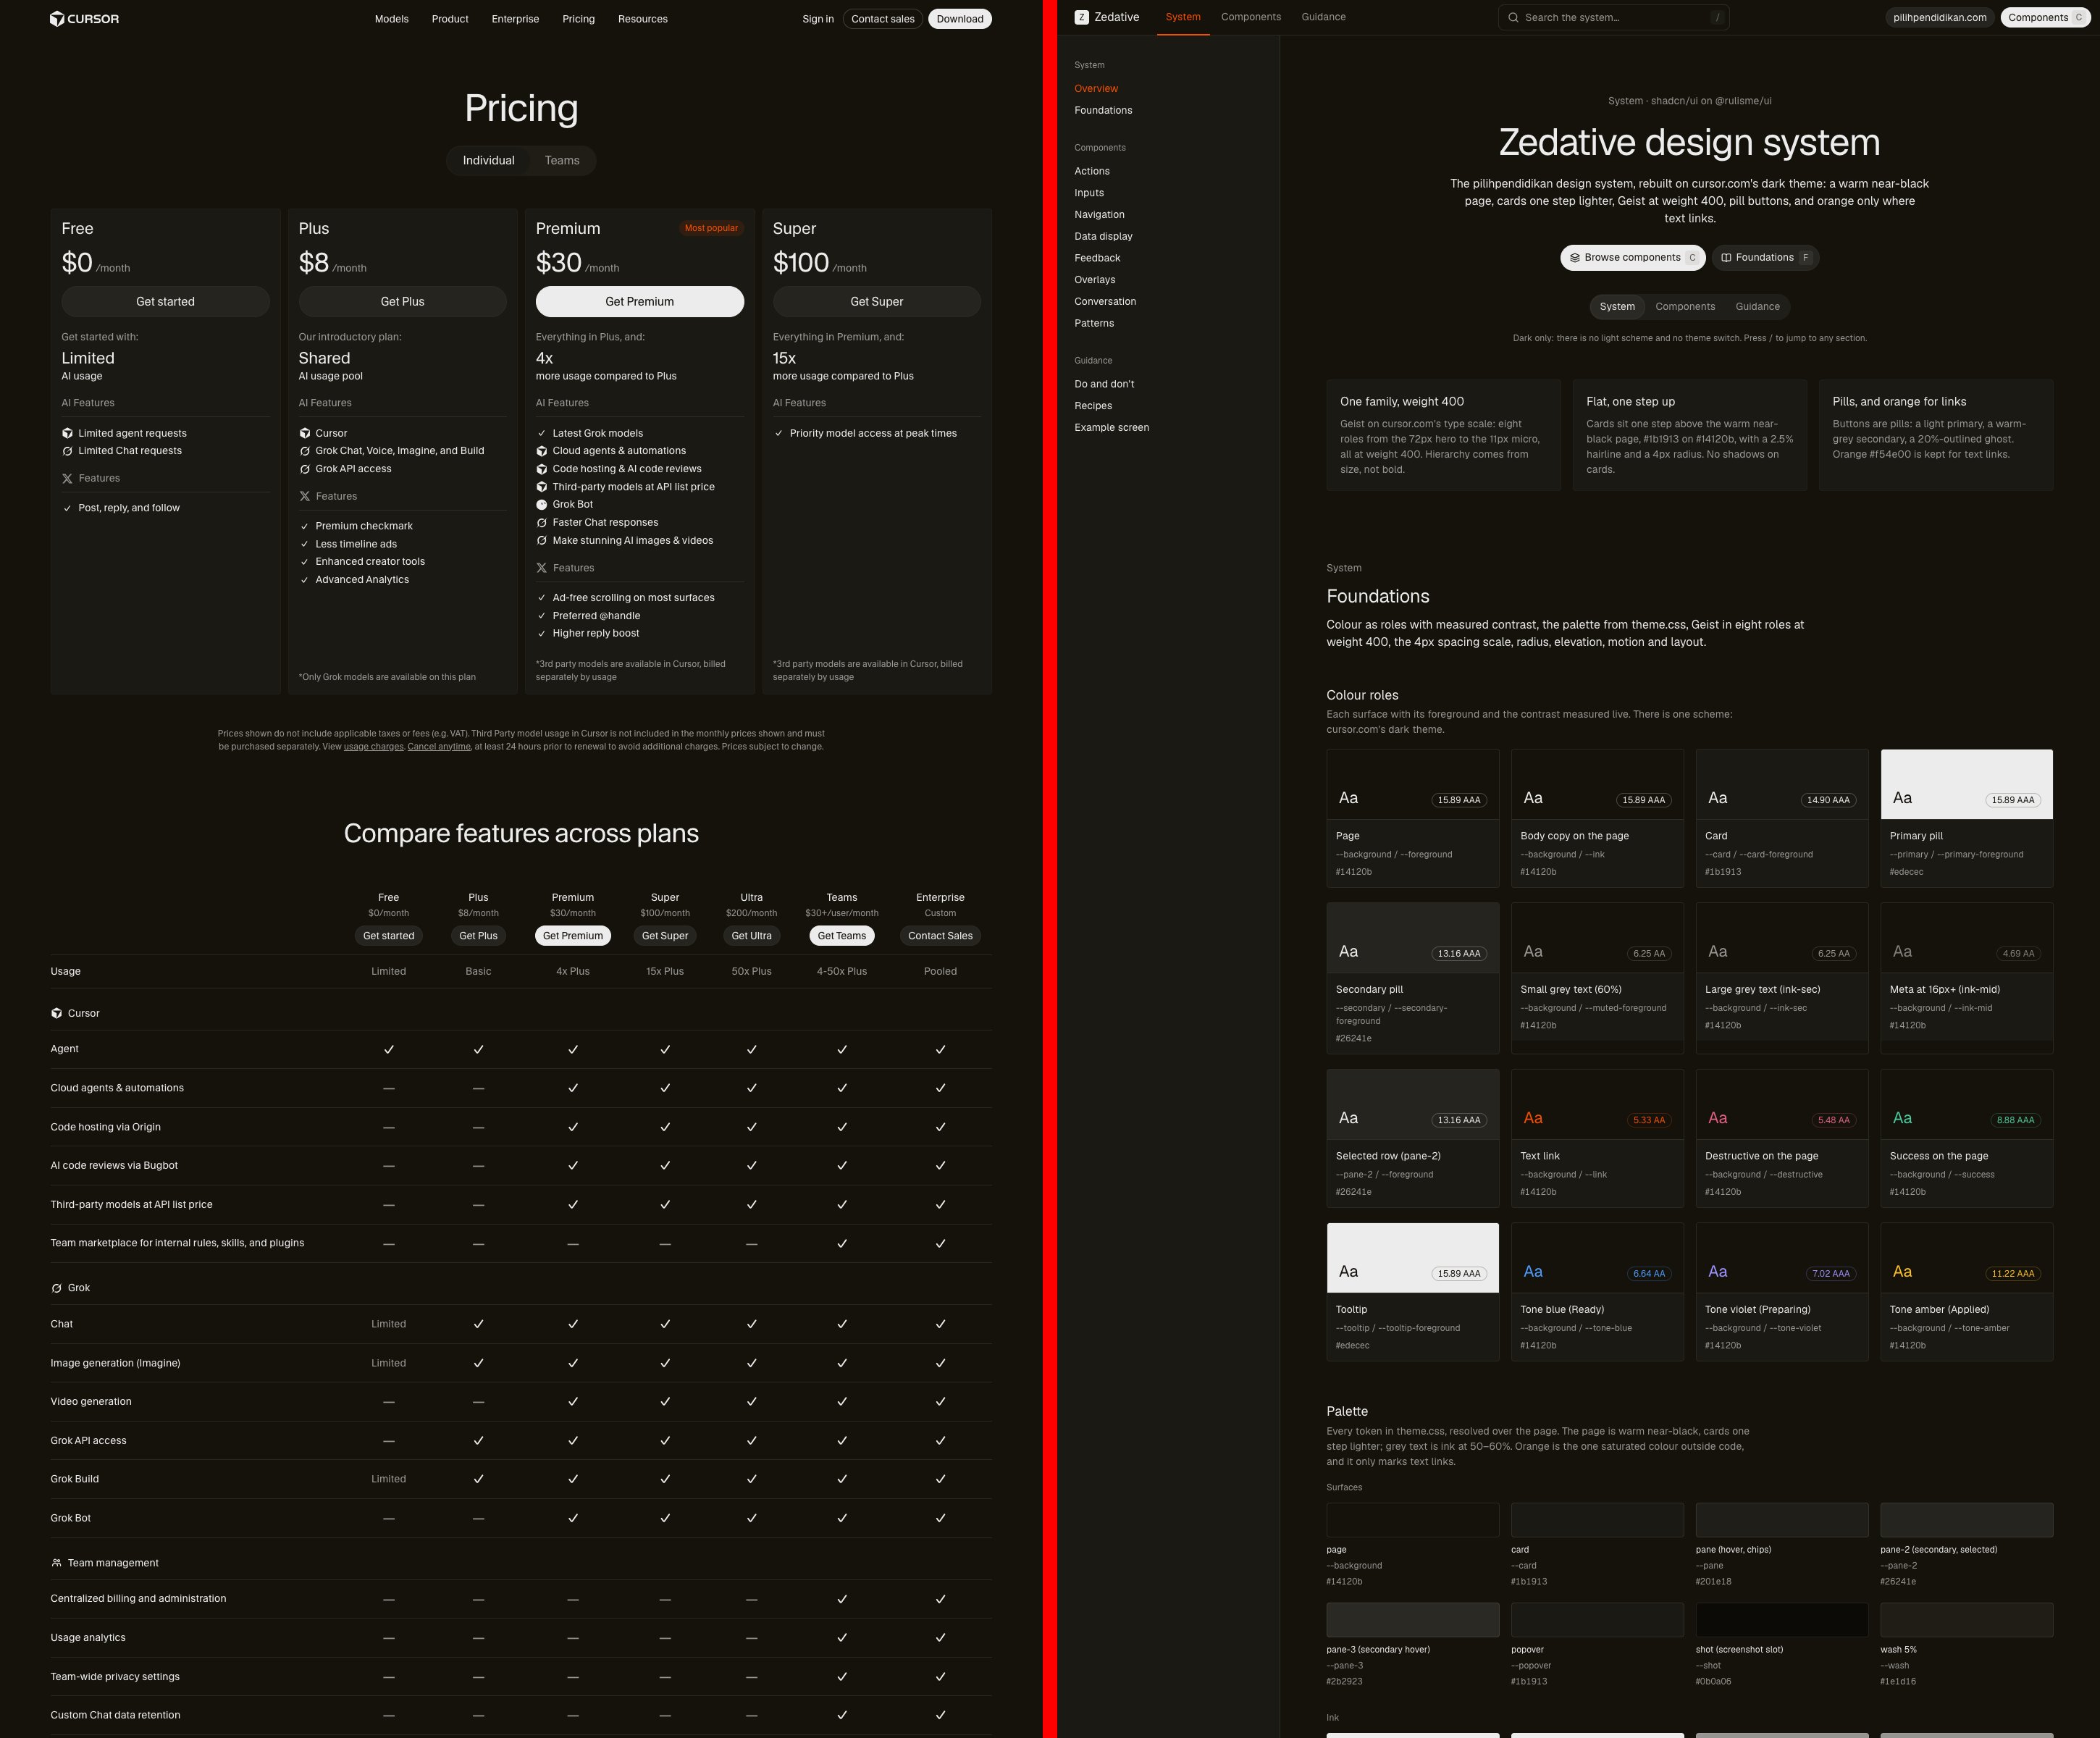 CURSOR
Models Product Enterprise Pricing Resources
Sign in Contact sales Download
Pricing
Individual Teams
Free
$0 /month
Get started
Get started with:
Limited
AI usage
AI Features
Limited agent requests
Limited Chat requests
Features
Post, reply, and follow
Plus
$8 /month
Get Plus
Our introductory plan:
Shared
AI usage pool
AI Features
Cursor
Grok Chat, Voice, Imagine, and Build
Grok API access
Features
Premium checkmark
Less timeline ads
Enhanced creator tools
Advanced Analytics
*Only Grok models are available on this plan
Premium Most popular
$30 /month
Get Premium
Everything in Plus, and:
4x
more usage compared to Plus
AI Features
Latest Grok models
Cloud agents & automations
Code hosting & AI code reviews
Third-party models at API list price
Grok Bot
Faster Chat responses
Make stunning AI images & videos
Features
Ad-free scrolling on most surfaces
Preferred @handle
Higher reply boost
*3rd party models are available in Cursor, billed
separately by usage
Super
$100 /month
Get Super
Everything in Premium, and:
15x
more usage compared to Plus
AI Features
Priority model access at peak times
*3rd party models are available in Cursor, billed
separately by usage
Prices shown do not include applicable taxes or fees (e.g. VAT). Third Party model usage in Cursor is not included in the monthly prices shown and must
be purchased separately. View usage charges. Cancel anytime, at least 24 hours prior to renewal to avoid additional charges. Prices subject to change.
Compare features across plans
Free Plus Premium Super Ultra Teams Enterprise
$0/month $8/month $30/month $100/month $200/month $30+/user/month Custom
Get started Get Plus Get Premium Get Super Get Ultra Get Teams Contact Sales
Usage Limited Basic 4x Plus 15x Plus 50x Plus 4-50x Plus Pooled
Cursor
Agent
Cloud agents & automations
Code hosting via Origin
AI code reviews via Bugbot
Third-party models at API list price
Team marketplace for internal rules, skills, and plugins
Grok
Chat Limited
Image generation (Imagine) Limited
Video generation
Grok API access
Grok Build Limited
Grok Bot
Team management
Centralized billing and administration
Usage analytics
Team-wide privacy settings
Custom Chat data retention
Z Zedative System Components Guidance
Search the system... /
pilihpendidikan.com Components C
System
Overview
Foundations
Components
Actions
Inputs
Navigation
Data display
Feedback
Overlays
Conversation
Patterns
Guidance
Do and don't
Recipes
Example screen
System · shadcn/ui on @rulisme/ui
Zedative design system
The pilihpendidikan design system, rebuilt on cursor.com's dark theme: a warm near-black
page, cards one step lighter, Geist at weight 400, pill buttons, and orange only where
text links.
Browse components C Foundations F
System Components Guidance
Dark only: there is no light scheme and no theme switch. Press / to jump to any section.
One family, weight 400
Geist on cursor.com's type scale: eight
roles from the 72px hero to the 11px micro,
all at weight 400. Hierarchy comes from
size, not bold.
Flat, one step up
Cards sit one step above the warm near-
black page, #1b1913 on #14120b, with a 2.5%
hairline and a 4px radius. No shadows on
cards.
Pills, and orange for links
Buttons are pills: a light primary, a warm-
grey secondary, a 20%-outlined ghost.
Orange #f54e00 is kept for text links.
System
Foundations
Colour as roles with measured contrast, the palette from theme.css, Geist in eight roles at
weight 400, the 4px spacing scale, radius, elevation, motion and layout.
Colour roles
Each surface with its foreground and the contrast measured live. There is one scheme:
cursor.com's dark theme.
Aa 15.89 AAA
Page
--background / --foreground
#14120b
Aa 15.89 AAA
Body copy on the page
--background / --ink
#14120b
Aa 14.90 AAA
Card
--card / --card-foreground
#1b1913
Aa 15.89 AAA
Primary pill
--primary / --primary-foreground
#edecec
Aa 13.16 AAA
Secondary pill
--secondary / --secondary-
foreground
#26241e
Aa 6.25 AA
Small grey text (60%)
--background / --muted-foreground
#14120b
Aa 6.25 AA
Large grey text (ink-sec)
--background / --ink-sec
#14120b
Aa 4.69 AA
Meta at 16px+ (ink-mid)
--background / --ink-mid
#14120b
Aa 13.16 AAA
Selected row (pane-2)
--pane-2 / --foreground
#26241e
Aa 5.33 AA
Text link
--background / --link
#14120b
Aa 5.48 AA
Destructive on the page
--background / --destructive
#14120b
Aa 8.88 AAA
Success on the page
--background / --success
#14120b
Aa 15.89 AAA
Tooltip
--tooltip / --tooltip-foreground
#edecec
Aa 6.64 AA
Tone blue (Ready)
--background / --tone-blue
#14120b
Aa 7.02 AAA
Tone violet (Preparing)
--background / --tone-violet
#14120b
Aa 11.22 AAA
Tone amber (Applied)
--background / --tone-amber
#14120b
Palette
Every token in theme.css, resolved over the page. The page is warm near-black, cards one
step lighter; grey text is ink at 50–60%. Orange is the one saturated colour outside code,
and it only marks text links.
Surfaces
page
--background
#14120b
card
--card
#1b1913
pane (hover, chips)
--pane
#201e18
pane-2 (secondary, selected)
--pane-2
#26241e
pane-3 (secondary hover)
--pane-3
#2b2923
popover
--popover
#1b1913
shot (screenshot slot)
--shot
#0b0a06
wash 5%
--wash
#1e1d16
Ink